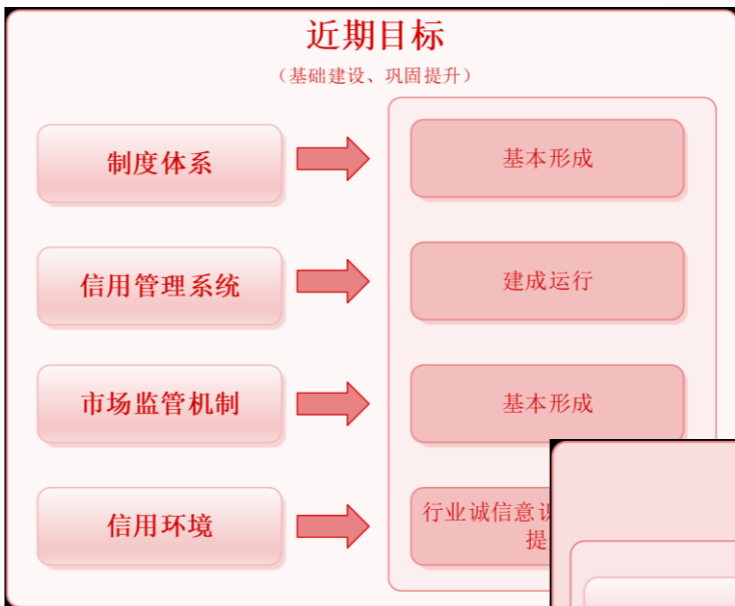 近期目标
（基础建设、巩固提升）
制度体系
基本形成
信用管理系统
建成运行
市场监管机制
基本形成
信用环境
行业诚信意
提